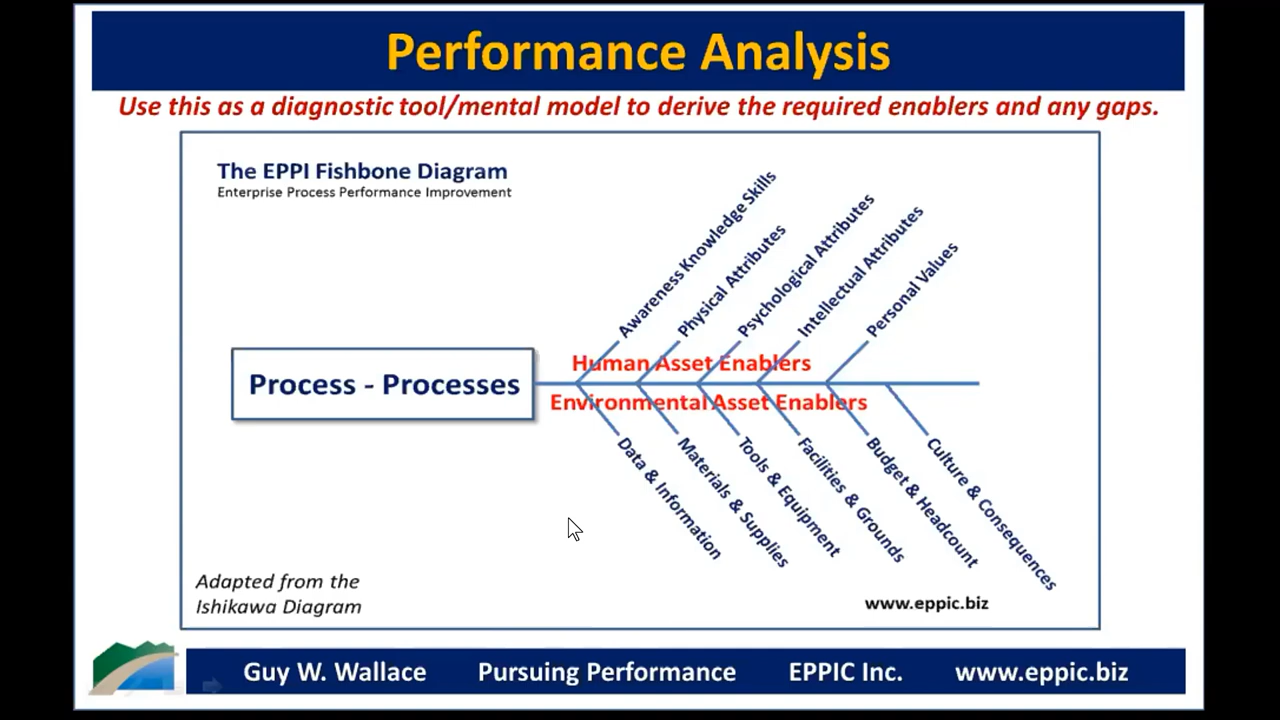 Performance Analysis
Use this as a diagnostic tool/mental model to derive the required enablers and any gaps.
The EPPI Fishbone Diagram
Enterprise Process Performance Improvement
Awareness Knowledge Skills
Physical Attributes
Psychological Attributes
Intellectual Attributes
Personal Values
Human Asset Enablers
Process - Processes
Environmental Asset Enablers
Data & Information
Materials & Supplies
Tools & Equipment
Facilities & Grounds
Budget & Headcount
Culture & Consequences
Adapted from the
Ishikawa Diagram
www.eppic.biz
Guy W. Wallace Pursuing Performance EPPIC Inc. www.eppic.biz